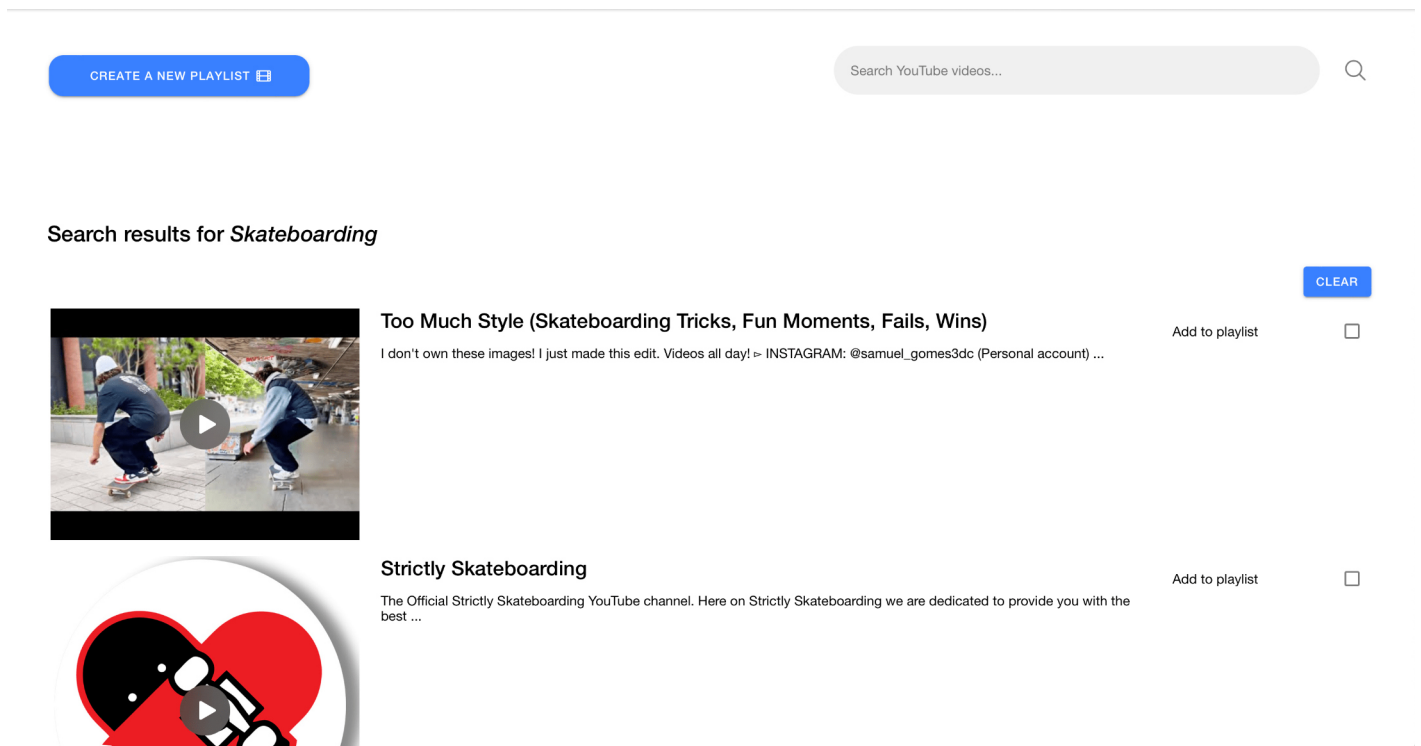 CREATE A NEW PLAYLIST
Search YouTube videos...
Search results for Skateboarding
CLEAR
Too Much Style (Skateboarding Tricks, Fun Moments, Fails, Wins)
Add to playlist
I don't own these images! I just made this edit. Videos all day! ▻ INSTAGRAM: @samuel_gomes3dc (Personal account) ...
Strictly Skateboarding
Add to playlist
The Official Strictly Skateboarding YouTube channel. Here on Strictly Skateboarding we are dedicated to provide you with the
best ...